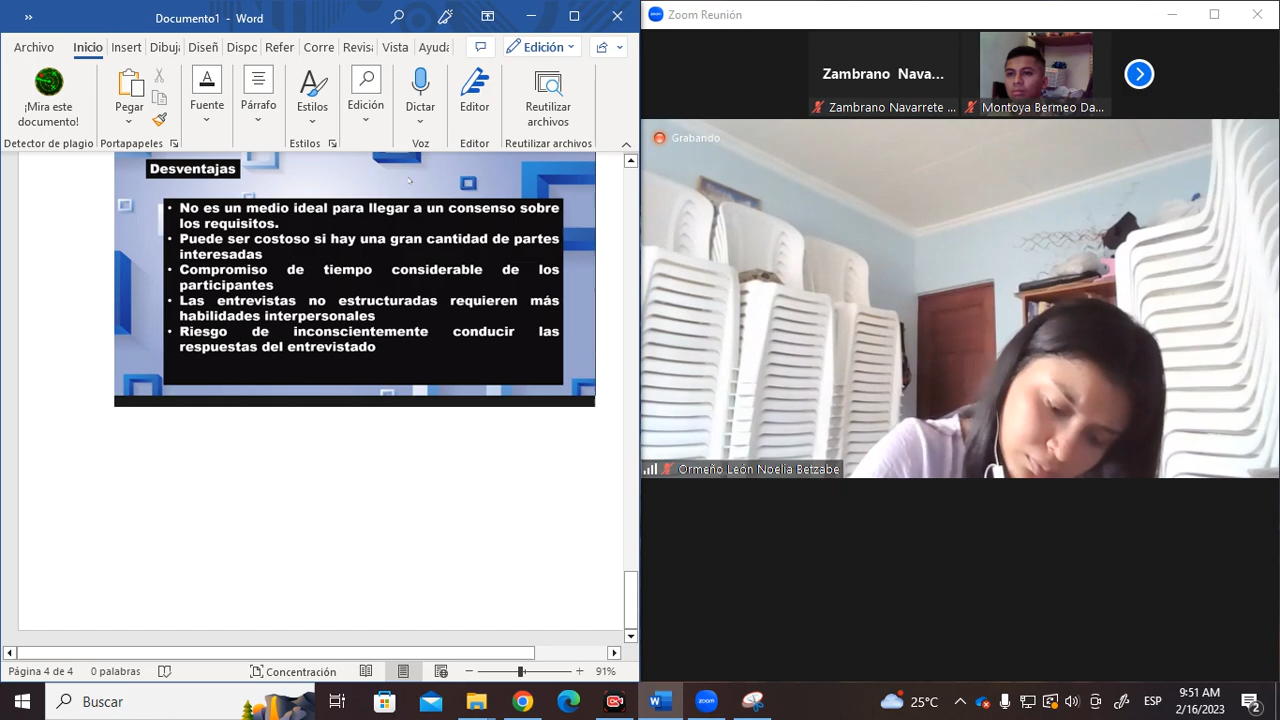 Documento1 - Word
Archivo
Inicio
Insert
Dibuj
Diseñ
Dispc
Refer
Corre
Revisa
Vista
Ayuda
Edición
¡Mira este
documento!
Detector de plagio
Pegar
Portapapeles
Fuente
Párrafo
Estilos
Estilos
Edición
Dictar
Voz
Editor
Editor
Reutilizar
archivos
Reutilizar archivos
Desventajas
• No es un medio ideal para llegar a un consenso sobre
los requisitos.
• Puede ser costoso si hay una gran cantidad de partes
interesadas
• Compromiso de tiempo considerable de los
participantes
• Las entrevistas no estructuradas requieren más
habilidades interpersonales
• Riesgo de inconscientemente conducir las
respuestas del entrevistado
Página 4 de 4
0 palabras
Concentración
91%
Zoom Reunión
Zambrano Nava...
Zambrano Navarrete ...
Montoya Bermeo Da...
Grabando
Ormeño León Noelia Betzabe
Buscar
25°C
ESP
9:51 AM
2/16/2023
2